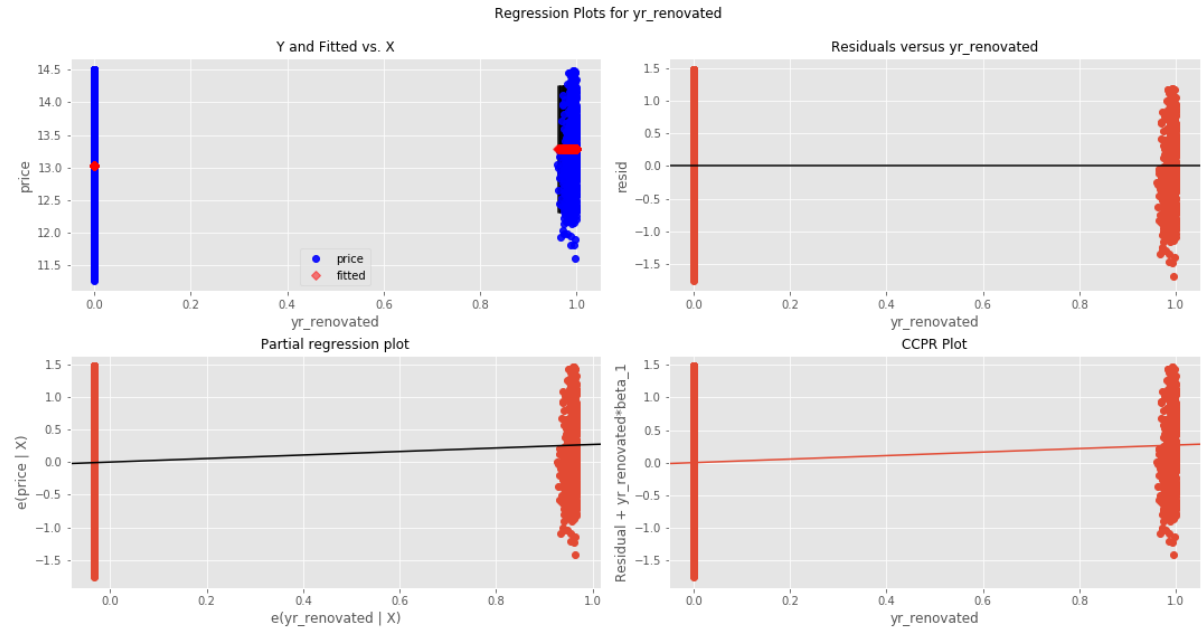 Regression Plots for yr_renovated
Y and Fitted vs. X
14.5
14.0
13.5
13.0
12.5
12.0
11.5
price
price
fitted
0.0 0.2 0.4 0.6 0.8 1.0
yr_renovated
Residuals versus yr_renovated
1.5
1.0
0.5
0.0
−0.5
−1.0
−1.5
resid
0.0 0.2 0.4 0.6 0.8 1.0
yr_renovated
Partial regression plot
1.5
1.0
0.5
0.0
−0.5
−1.0
−1.5
e(price | X)
0.0 0.2 0.4 0.6 0.8 1.0
e(yr_renovated | X)
CCPR Plot
1.5
1.0
0.5
0.0
−0.5
−1.0
−1.5
Residual + yr_renovated*beta_1
0.0 0.2 0.4 0.6 0.8 1.0
yr_renovated